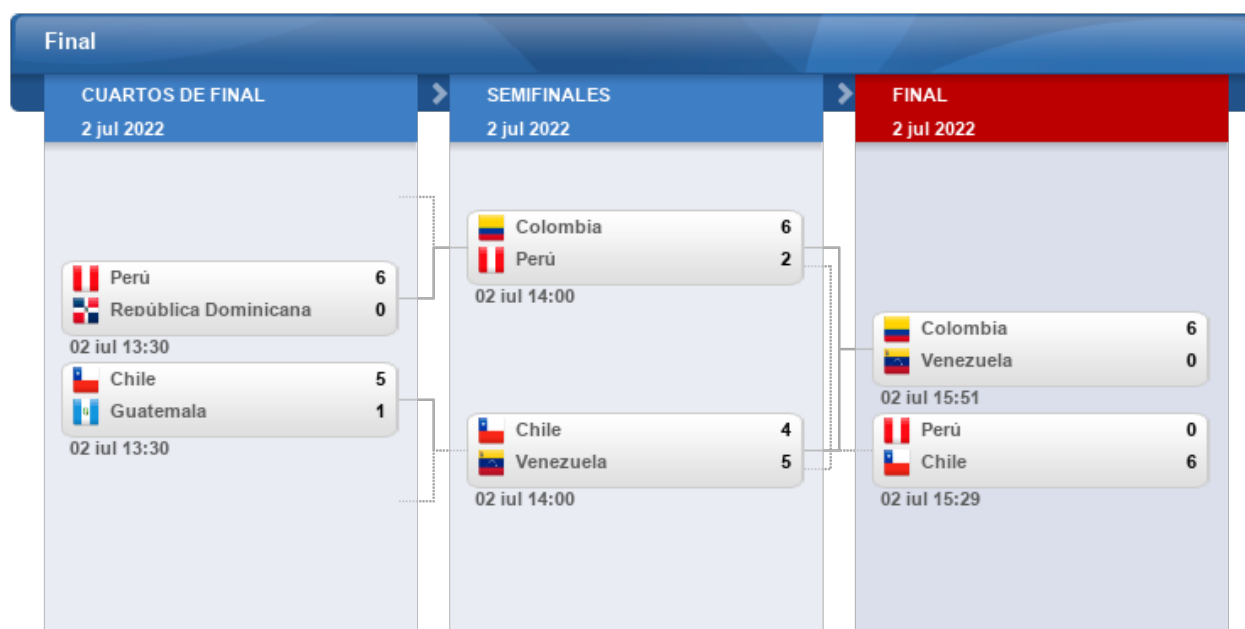 Final
CUARTOS DE FINAL
2 jul 2022
SEMIFINALES
2 jul 2022
FINAL
2 jul 2022
Perú 6
República Dominicana 0
02 jul 13:30
Chile 5
Guatemala 1
02 jul 13:30
Colombia 6
Perú 2
02 jul 14:00
Chile 4
Venezuela 5
02 jul 14:00
Colombia 6
Venezuela 0
02 jul 15:51
Perú 0
Chile 6
02 jul 15:29